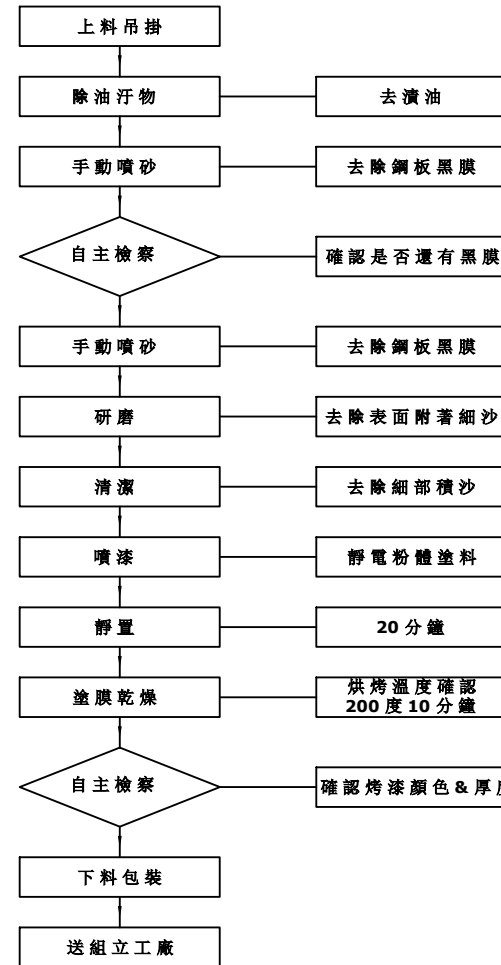 上料吊掛
除油汙物
去漬油
手動噴砂
去除鋼板黑膜
自主檢察
確認是否還有黑膜
手動噴砂
去除鋼板黑膜
研磨
去除表面附著細沙
清潔
去除細部積沙
噴漆
靜電粉體塗料
靜置
20分鐘
塗膜乾燥
烘烤溫度確認
200度10分鐘
自主檢察
確認烤漆顏色&厚
下料包裝
送組立工廠